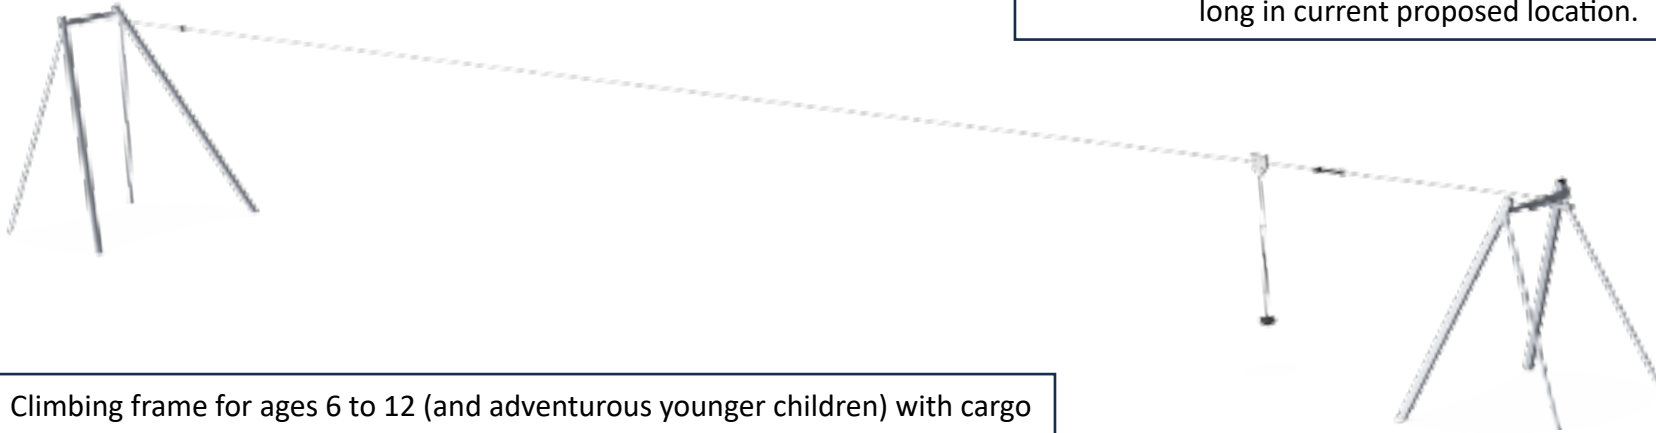 long in current proposed location.
Climbing frame for ages 6 to 12 (and adventurous younger children) with cargo